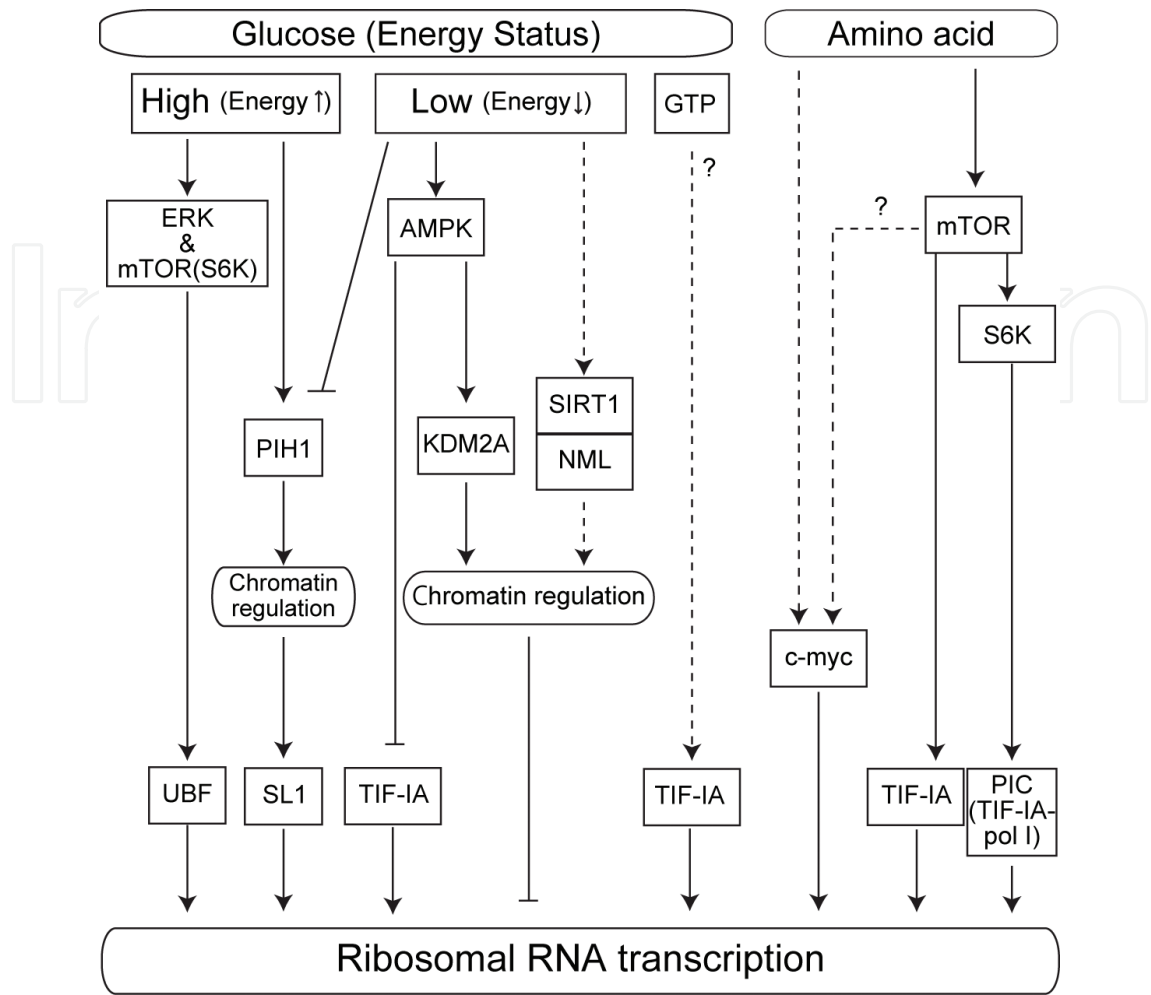 Glucose (Energy Status)
Amino acid
High (Energy↑)
Low (Energy↓)
GTP
?
ERK
&
mTOR(S6K)
AMPK
?
mTOR
S6K
SIRT1
NML
PIH1
KDM2A
Chromatin
regulation
Chromatin regulation
c-myc
UBF
SL1
TIF-IA
TIF-IA
TIF-IA
PIC
(TIF-IA-
pol I)
Ribosomal RNA transcription